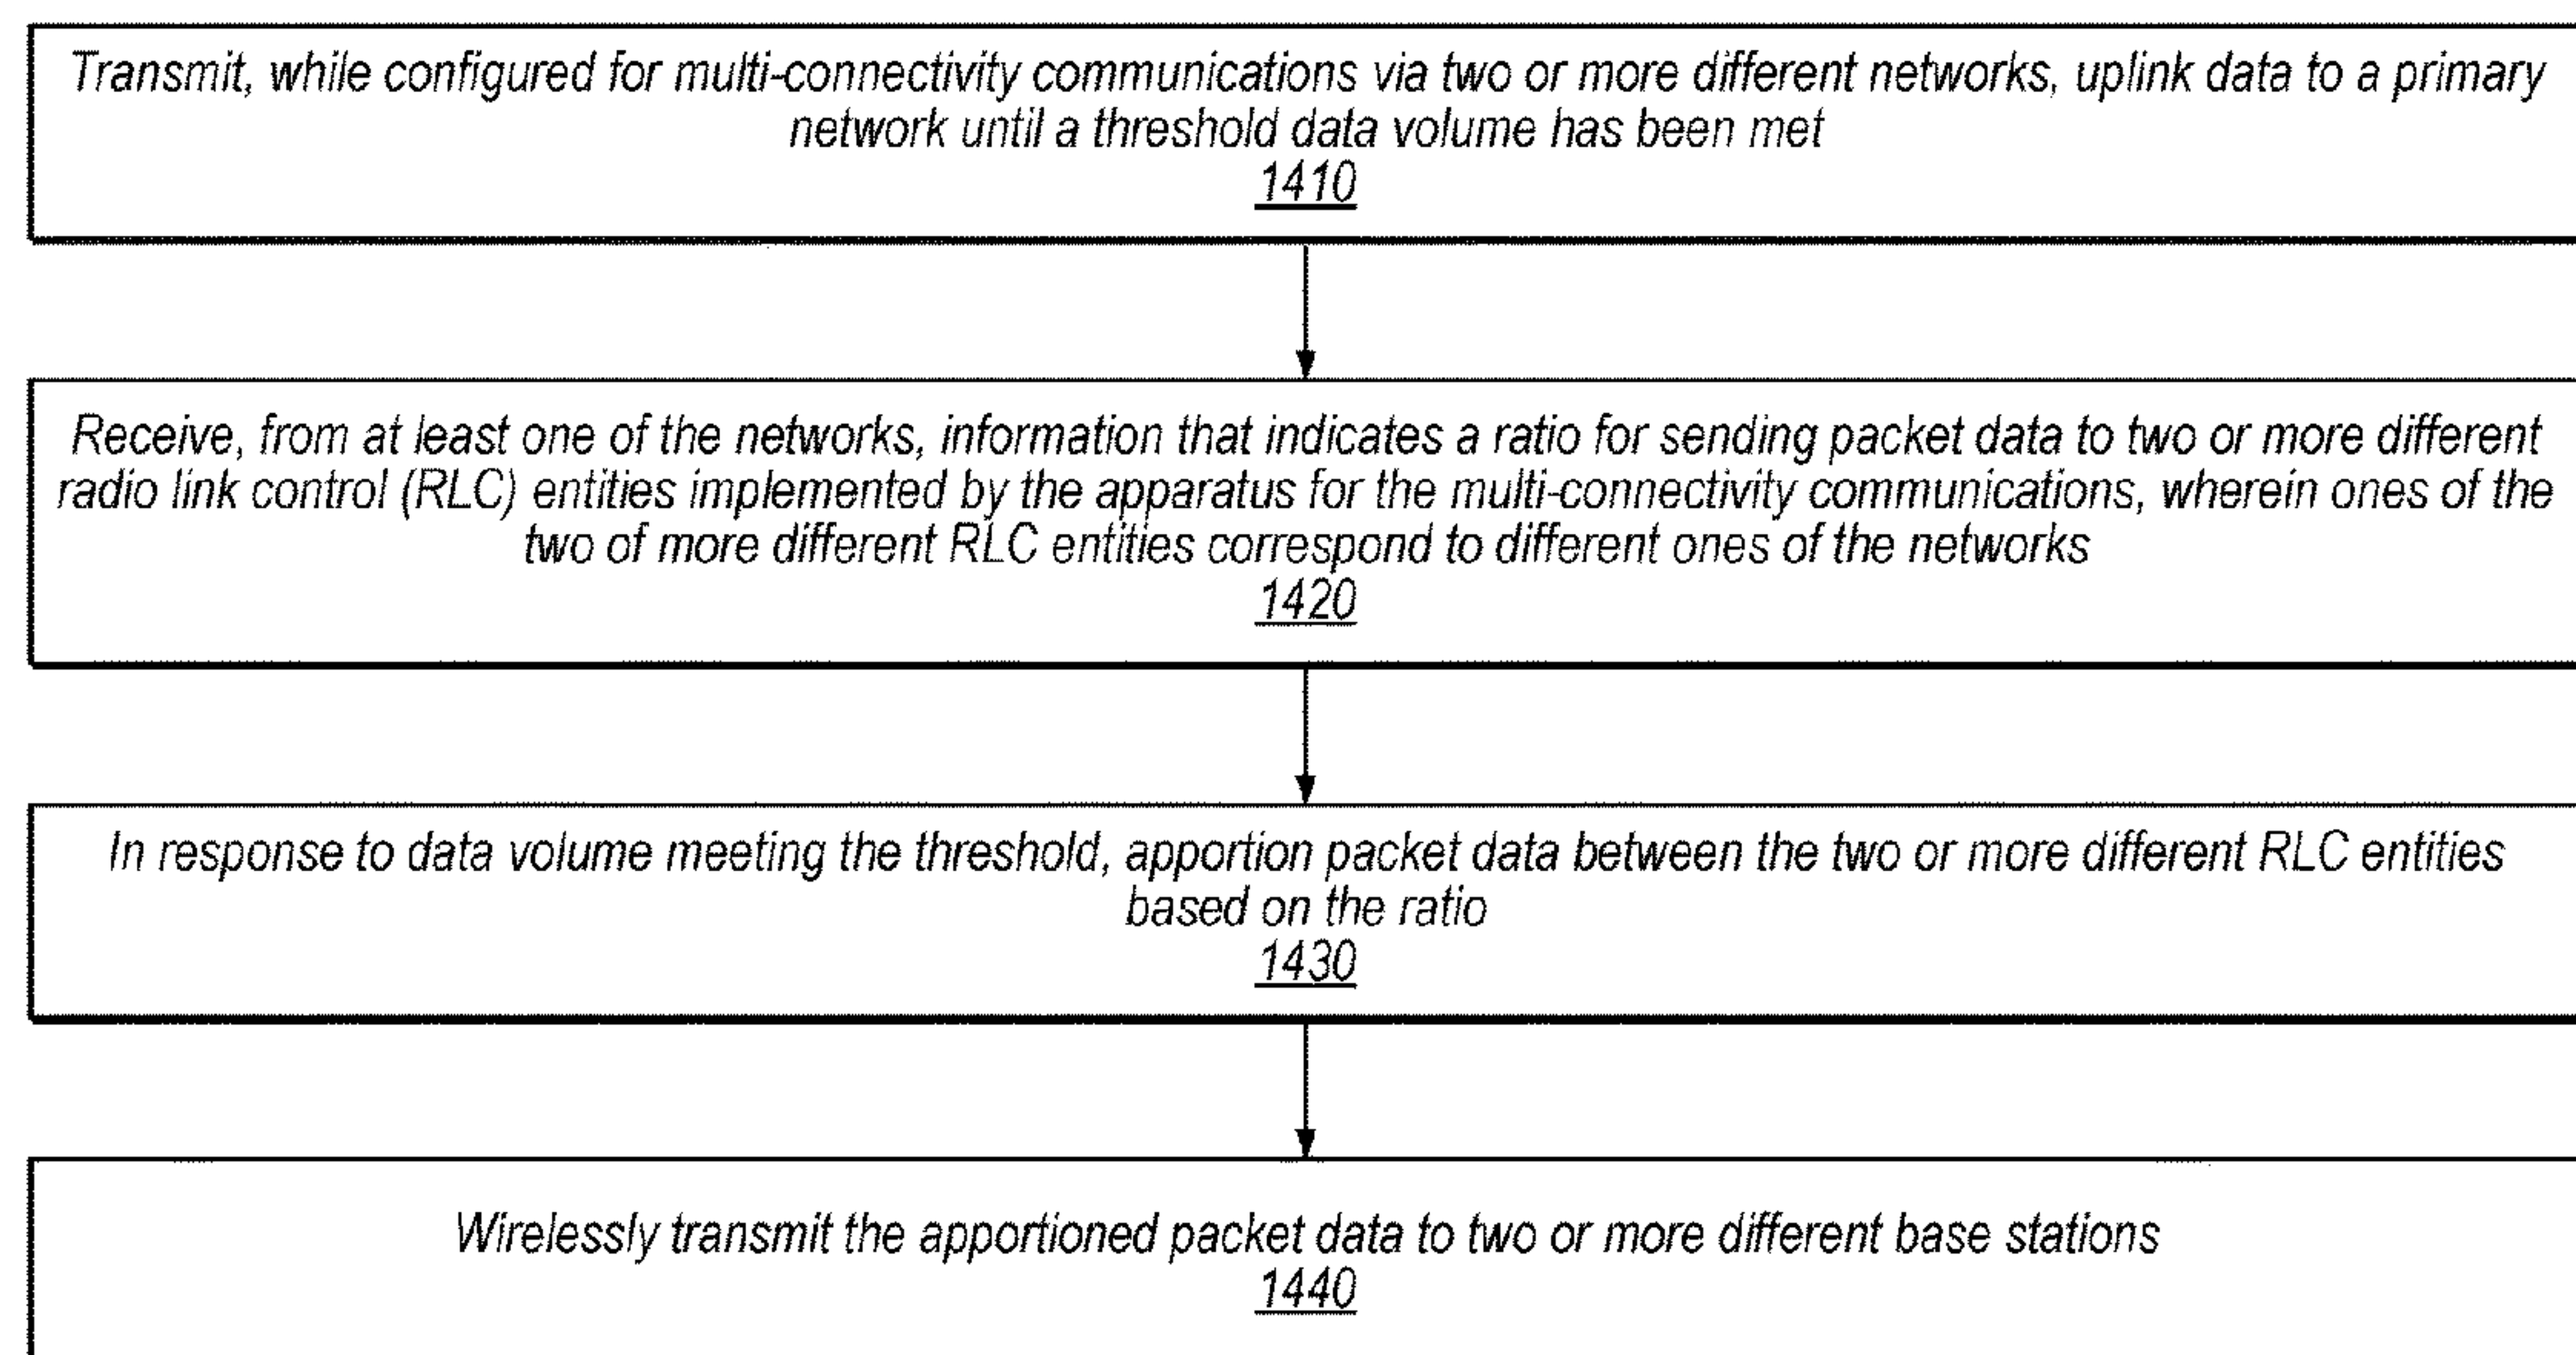 Transmit, while configured for multi-connectivity communications via two or more different networks, uplink data to a primary
network until a threshold data volume has been met
1410
Receive, from at least one of the networks, information that indicates a ratio for sending packet data to two or more different
radio link control (RLC) entities implemented by the apparatus for the multi-connectivity communications, wherein ones of the
two of more different RLC entities correspond to different ones of the networks
1420
In response to data volume meeting the threshold, apportion packet data between the two or more different RLC entities
based on the ratio
1430
Wirelessly transmit the apportioned packet data to two or more different base stations
1440